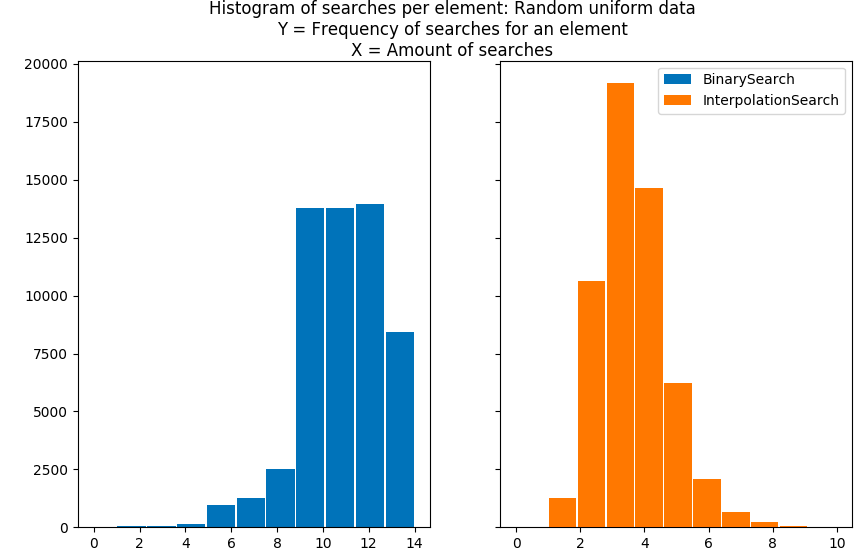 Histogram of searches per element: Random uniform data
Y = Frequency of searches for an element
X = Amount of searches
20000
17500
15000
12500
10000
7500
5000
2500
0
0 2 4 6 8 10 12 14
BinarySearch
InterpolationSearch
0 2 4 6 8 10